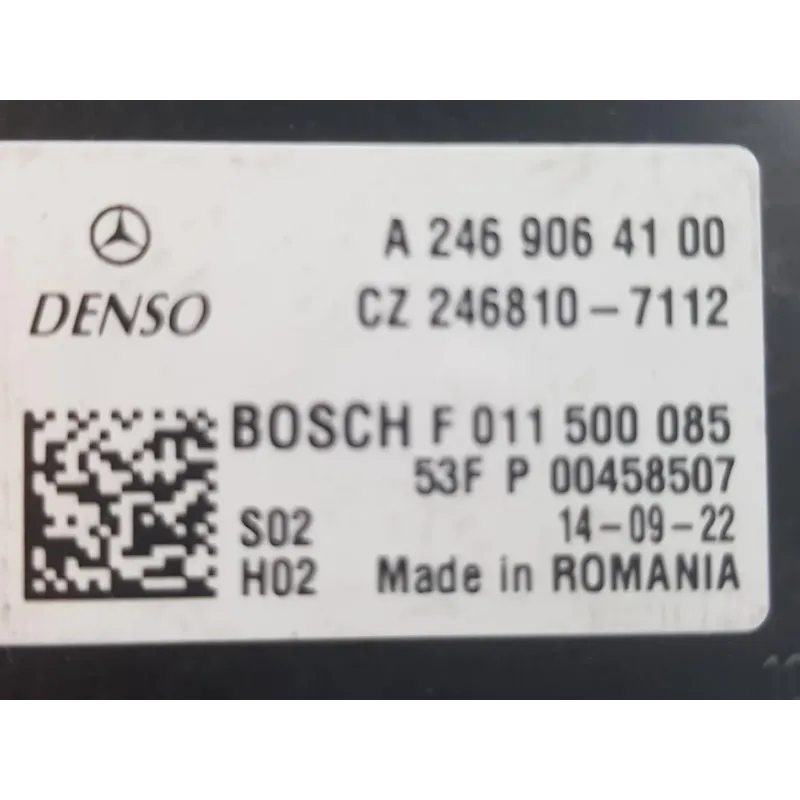 A 246 906 41 00
DENSO CZ 246810-7112
BOSCH F 011 500 085
53F P 00458507
S02 14-09-22
H02 Made in ROMANIA